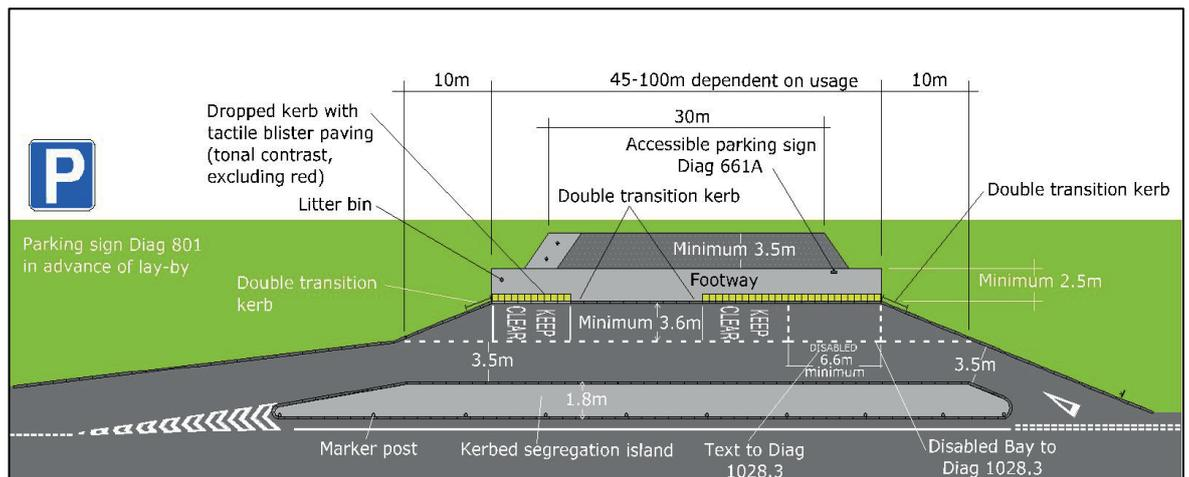 10m
45-100m dependent on usage
10m
Dropped kerb with
tactile blister paving
(tonal contrast,
excluding red)
30m
Accessible parking sign
Diag 661A
P
Litter bin
Double transition kerb
Double transition kerb
Parking sign Diag 801
in advance of lay-by
Minimum 3.5m
Double transition
kerb
Footway
Minimum 2.5m
KEEP
CLEAR
Minimum 3.6m
KEEP
CLEAR
DISABLED
6.6m
minimum
3.5m
3.5m
1.8m
Marker post
Kerbed segregation island
Text to Diag
1028.3
Disabled Bay to
Diag 1028.3